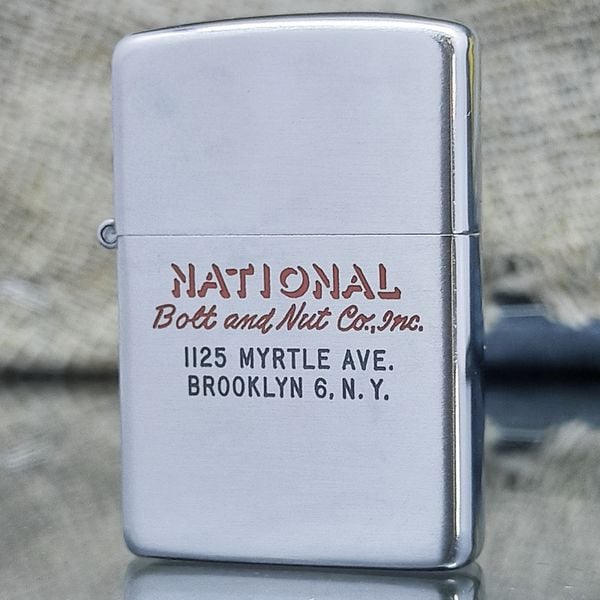 NATIONAL
Bolt and Nut Co., Inc.
1125 MYRTLE AVE.
BROOKLYN 6, N.Y.